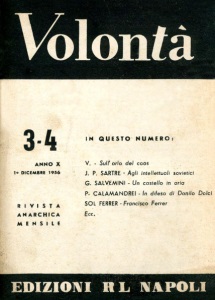 Volontà
3-4
ANNO X
1° DICEMBRE 1956
RIVISTA
ANARCHICA
MENSILE
IN QUESTO NUMERO:
V. - Sull'orlo del caos
J. P. SARTRE - Agli intellettuali sovietici
G. SALVEMINI - Un castello in aria
P. CALAMANDREI - In difesa di Danilo Dolci
SOL FERRER - Francisco Ferrer
Ecc.
EDIZIONI RL NAPOLI